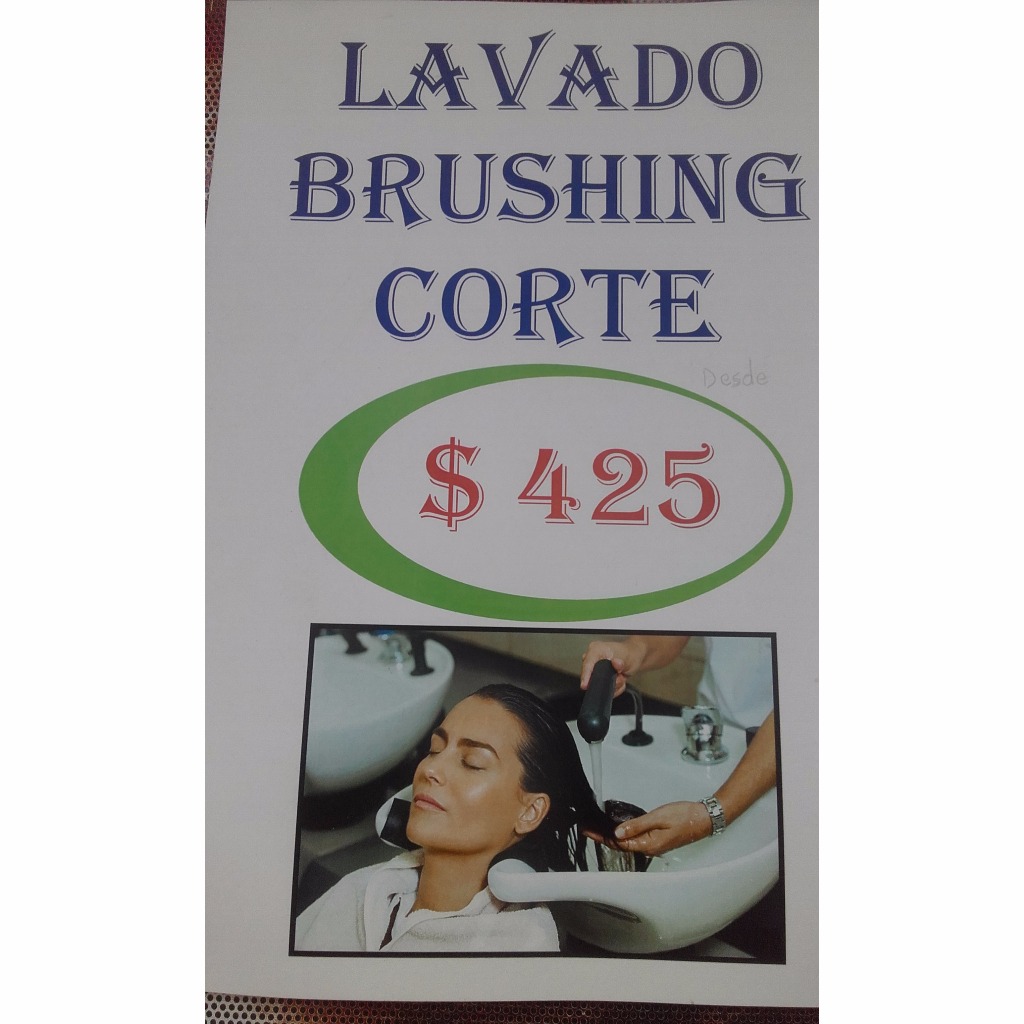 LAVADO
BRUSHING
CORTE
Desde
$ 425